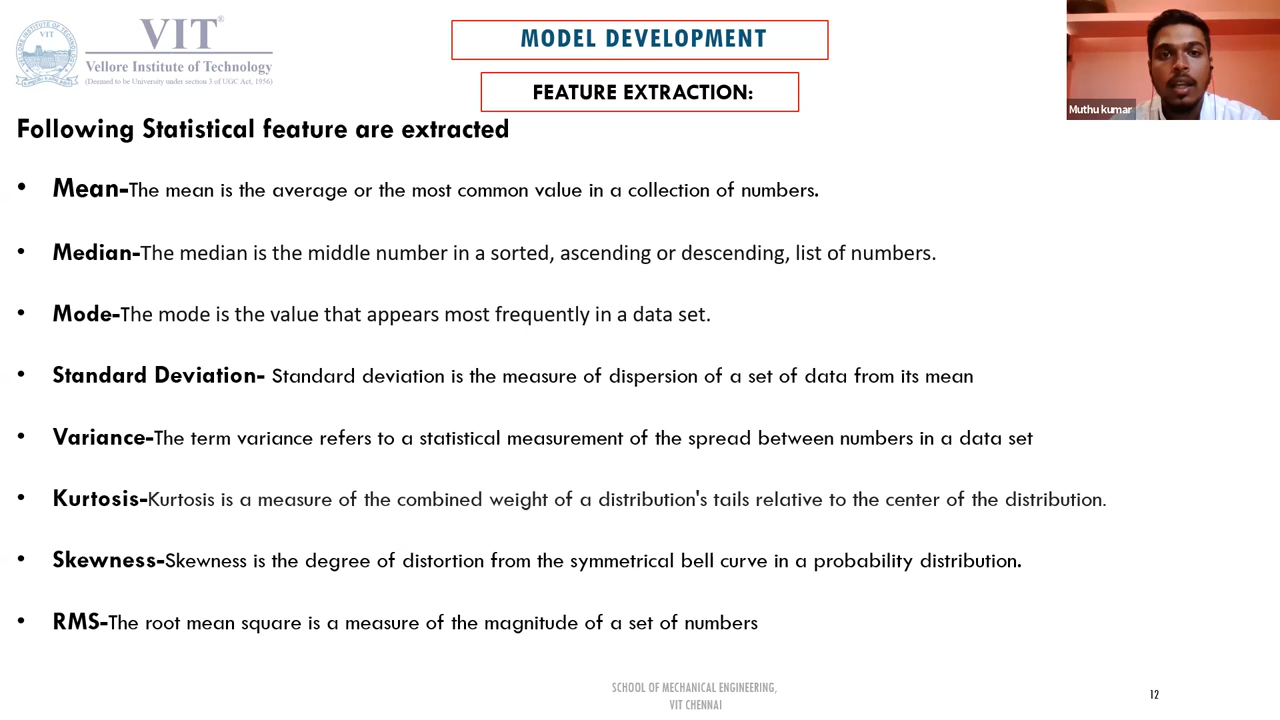 VIT®
Vellore Institute of Technology
(Deemed to be University under section 3 of UGC Act, 1956)
MODEL DEVELOPMENT
FEATURE EXTRACTION:
Muthu kumar
Following Statistical feature are extracted
• Mean-The mean is the average or the most common value in a collection of numbers.
• Median-The median is the middle number in a sorted, ascending or descending, list of numbers.
• Mode-The mode is the value that appears most frequently in a data set.
• Standard Deviation- Standard deviation is the measure of dispersion of a set of data from its mean
• Variance-The term variance refers to a statistical measurement of the spread between numbers in a data set
• Kurtosis-Kurtosis is a measure of the combined weight of a distribution's tails relative to the center of the distribution.
• Skewness-Skewness is the degree of distortion from the symmetrical bell curve in a probability distribution.
• RMS-The root mean square is a measure of the magnitude of a set of numbers
SCHOOL OF MECHANICAL ENGINEERING,
VIT CHENNAI
12